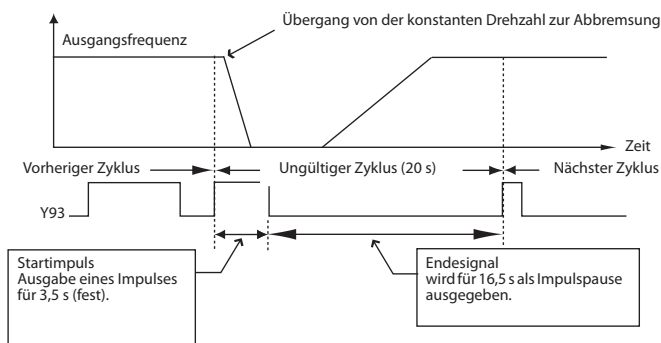 Übergang von der konstanten Drehzahl zur Abbremsung
Ausgangsfrequenz
Zeit
Vorheriger Zyklus
Ungültiger Zyklus (20 s)
Nächster Zyklus
Y93
Startimpuls
Ausgabe eines Impulses
für 3,5 s (fest).
Endesignal
wird für 16,5 s als Impulspause
ausgegeben.